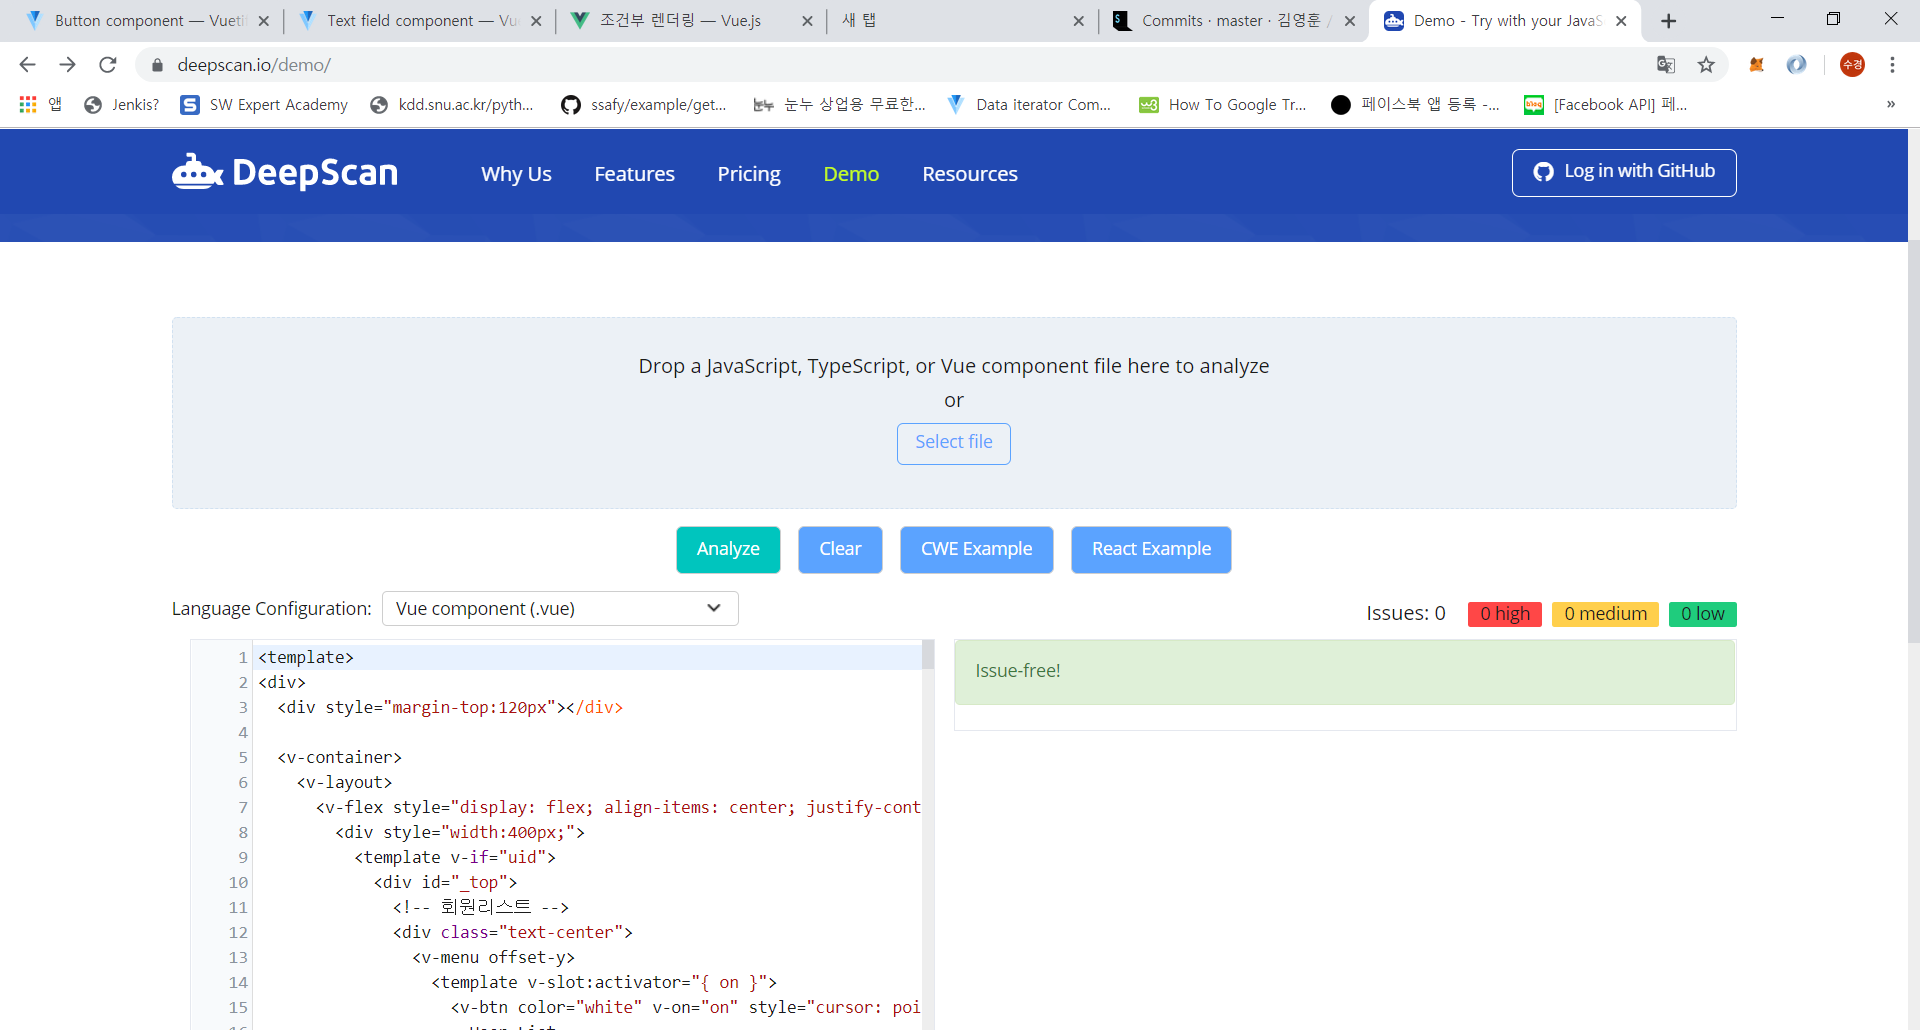 Button component — Vueti
Text field component — Vue
조건부 렌더링 — Vue.js
새 탭
Commits · master · 김영훈 /
Demo - Try with your JavaSc
deepscan.io/demo/
수경
앱
Jenkis?
SW Expert Academy
kdd.snu.ac.kr/pyth...
ssafy/example/get...
눈누 상업용 무료한...
Data iterator Com...
How To Google Tr...
페이스북 앱 등록 -...
[Facebook API] 페...
»
DeepScan
Why Us
Features
Pricing
Demo
Resources
Log in with GitHub
Drop a JavaScript, TypeScript, or Vue component file here to analyze
or
Select file
Analyze
Clear
CWE Example
React Example
Language Configuration:
Vue component (.vue)
Issues: 0
0 high
0 medium
0 low
1 <template>
2 <div>
3 <div style="margin-top:120px"></div>
4
5 <v-container>
6 <v-layout>
7 <v-flex style="display: flex; align-items: center; justify-cont
8 <div style="width:400px;">
9 <template v-if="uid">
10 <div id="_top">
11 <!-- 회원리스트 -->
12 <div class="text-center">
13 <v-menu offset-y>
14 <template v-slot:activator="{ on }">
15 <v-btn color="white" v-on="on" style="cursor: poi
Issue-free!